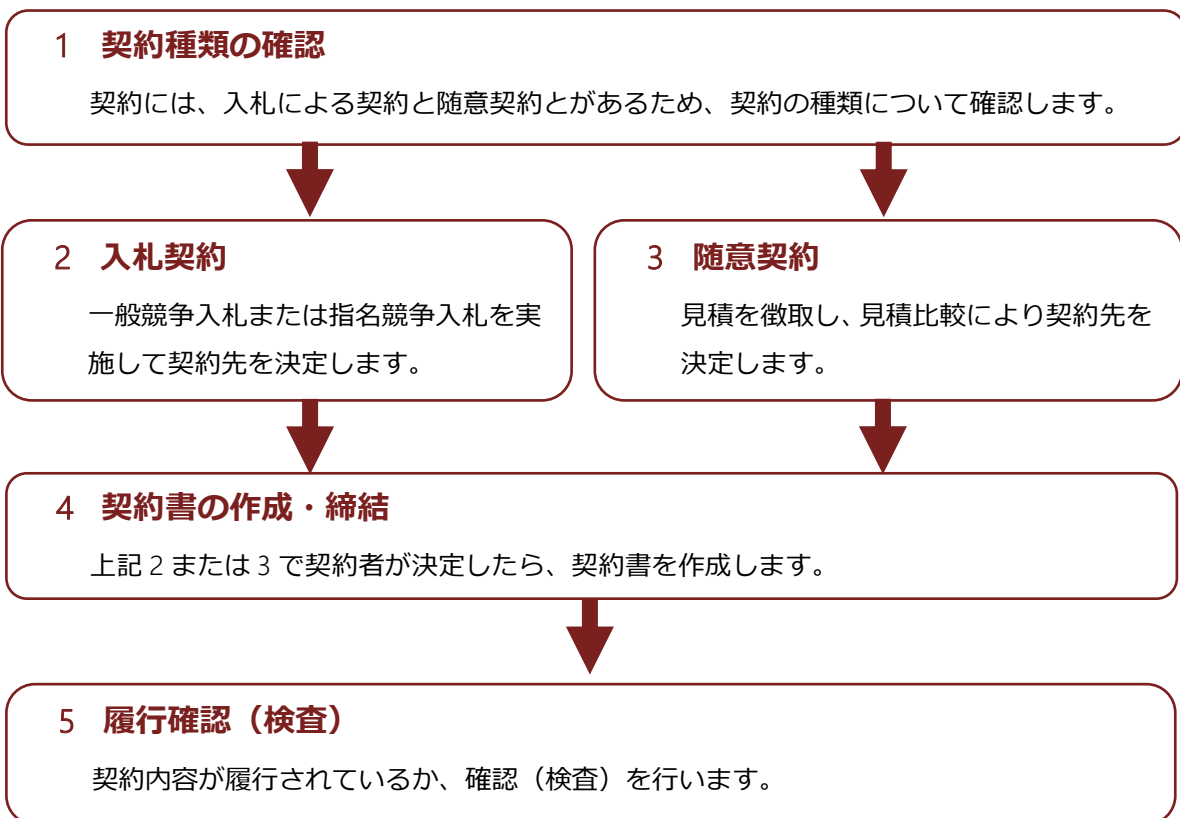 1 契約種類の確認
契約には、入札による契約と随意契約とがあるため、契約の種類について確認します。
2 入札契約
一般競争入札または指名競争入札を実
施して契約先を決定します。
3 随意契約
見積を徴取し、見積比較により契約先を
決定します。
4 契約書の作成・締結
上記 2 または 3 で契約者が決定したら、契約書を作成します。
5 履行確認（検査）
契約内容が履行されているか、確認（検査）を行います。